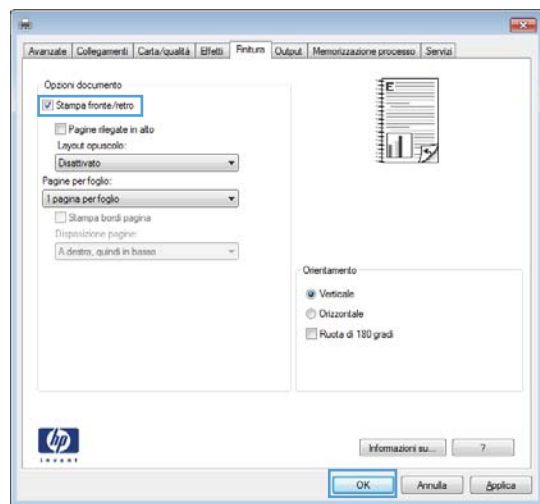 Avanzate Collegamenti Carta/qualità Effetti Finitura Output Memorizzazione processo Servizi
Opzioni documento
Stampa fronte/retro
Pagine rilegate in alto
Layout opuscolo:
Disattivato
Pagine per foglio:
1 pagina per foglio
Stampa bordi pagina
Disposizione pagine:
A destra, quindi in basso
E
Orientamento
Verticale
Orizzontale
Ruota di 180 gradi
hp
invent
Informazioni su... ?
OK Annulla Applica